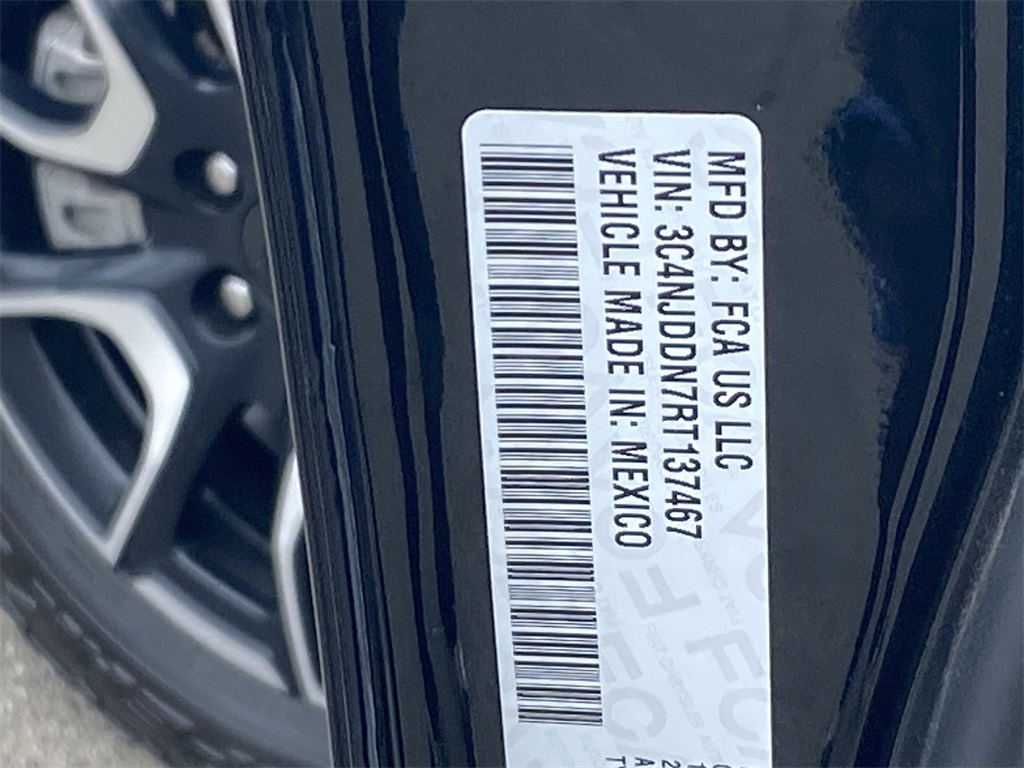 MFD BY: FCA US LLC
VIN: 3C4NJDDN7RT137467
VEHICLE MADE IN: MEXICO